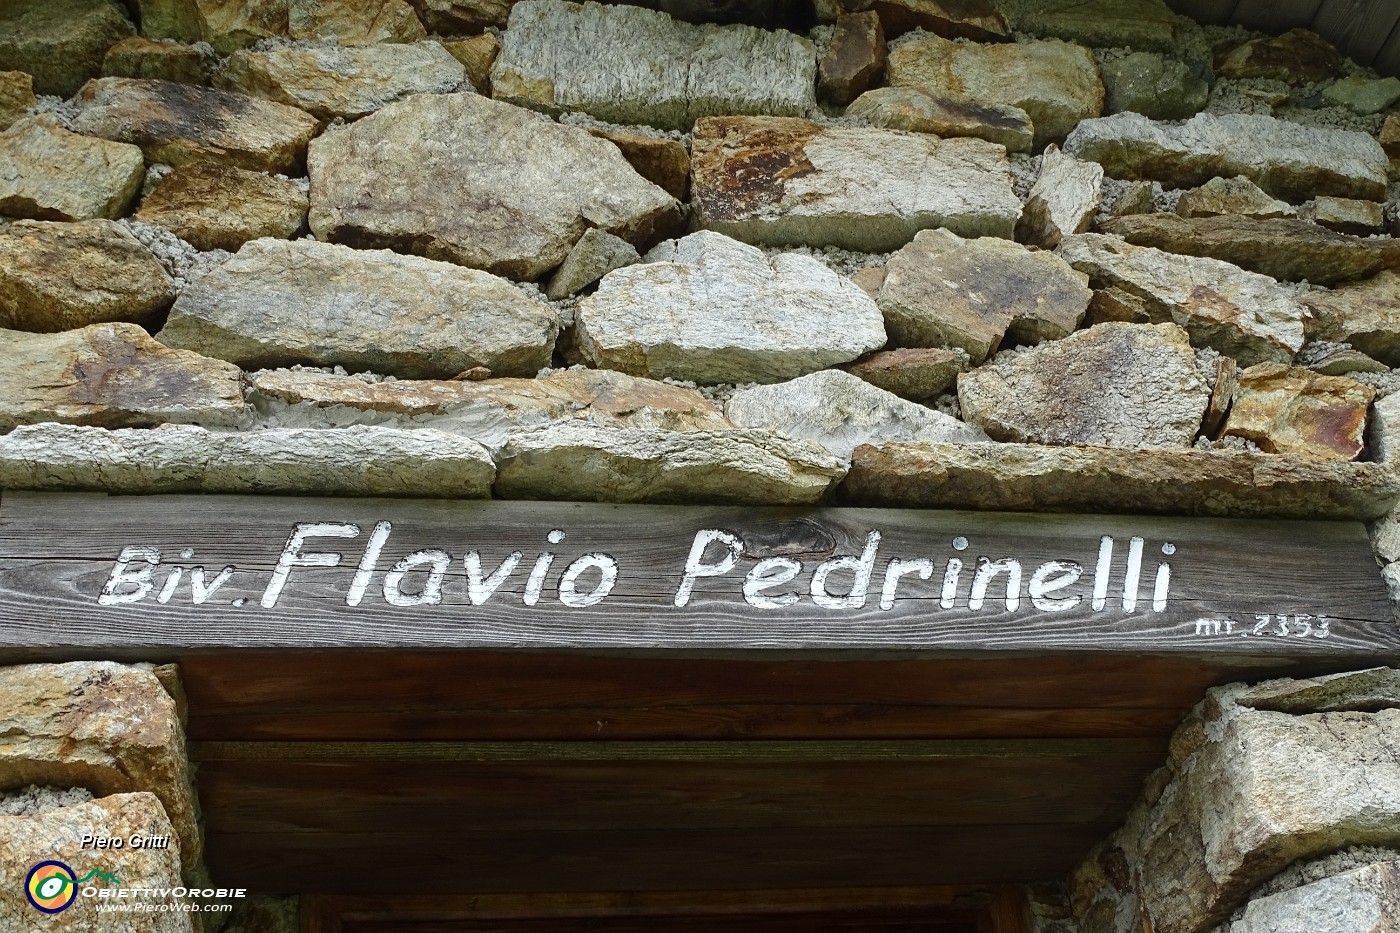 Biv. Flavio Pedrinelli
mt. 2353
Piero Gritti
OBIETTIVOROBIE
www.PieroWeb.com